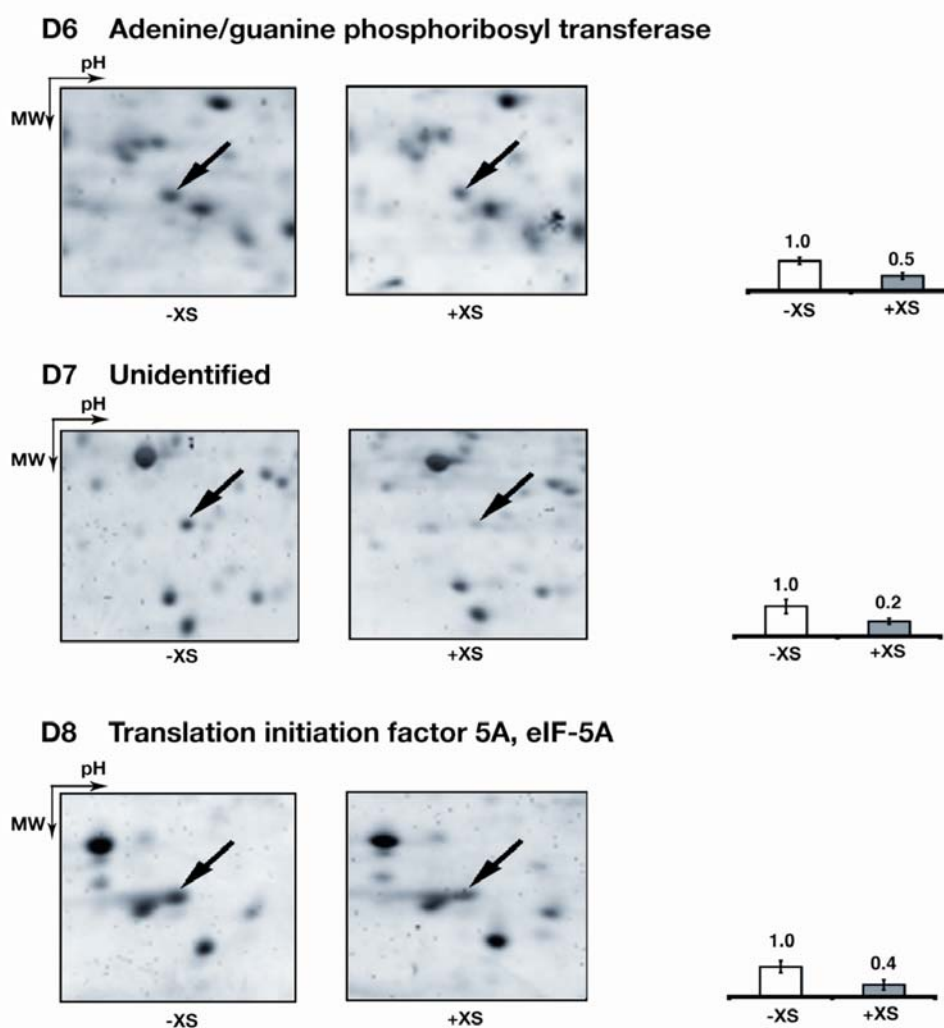 D6 Adenine/guanine phosphoribosyl transferase
pH
MW
-XS
+XS
1.0
0.5
-XS
+XS
D7 Unidentified
pH
MW
-XS
+XS
1.0
0.2
-XS
+XS
D8 Translation initiation factor 5A, eIF-5A
pH
MW
-XS
+XS
1.0
0.4
-XS
+XS